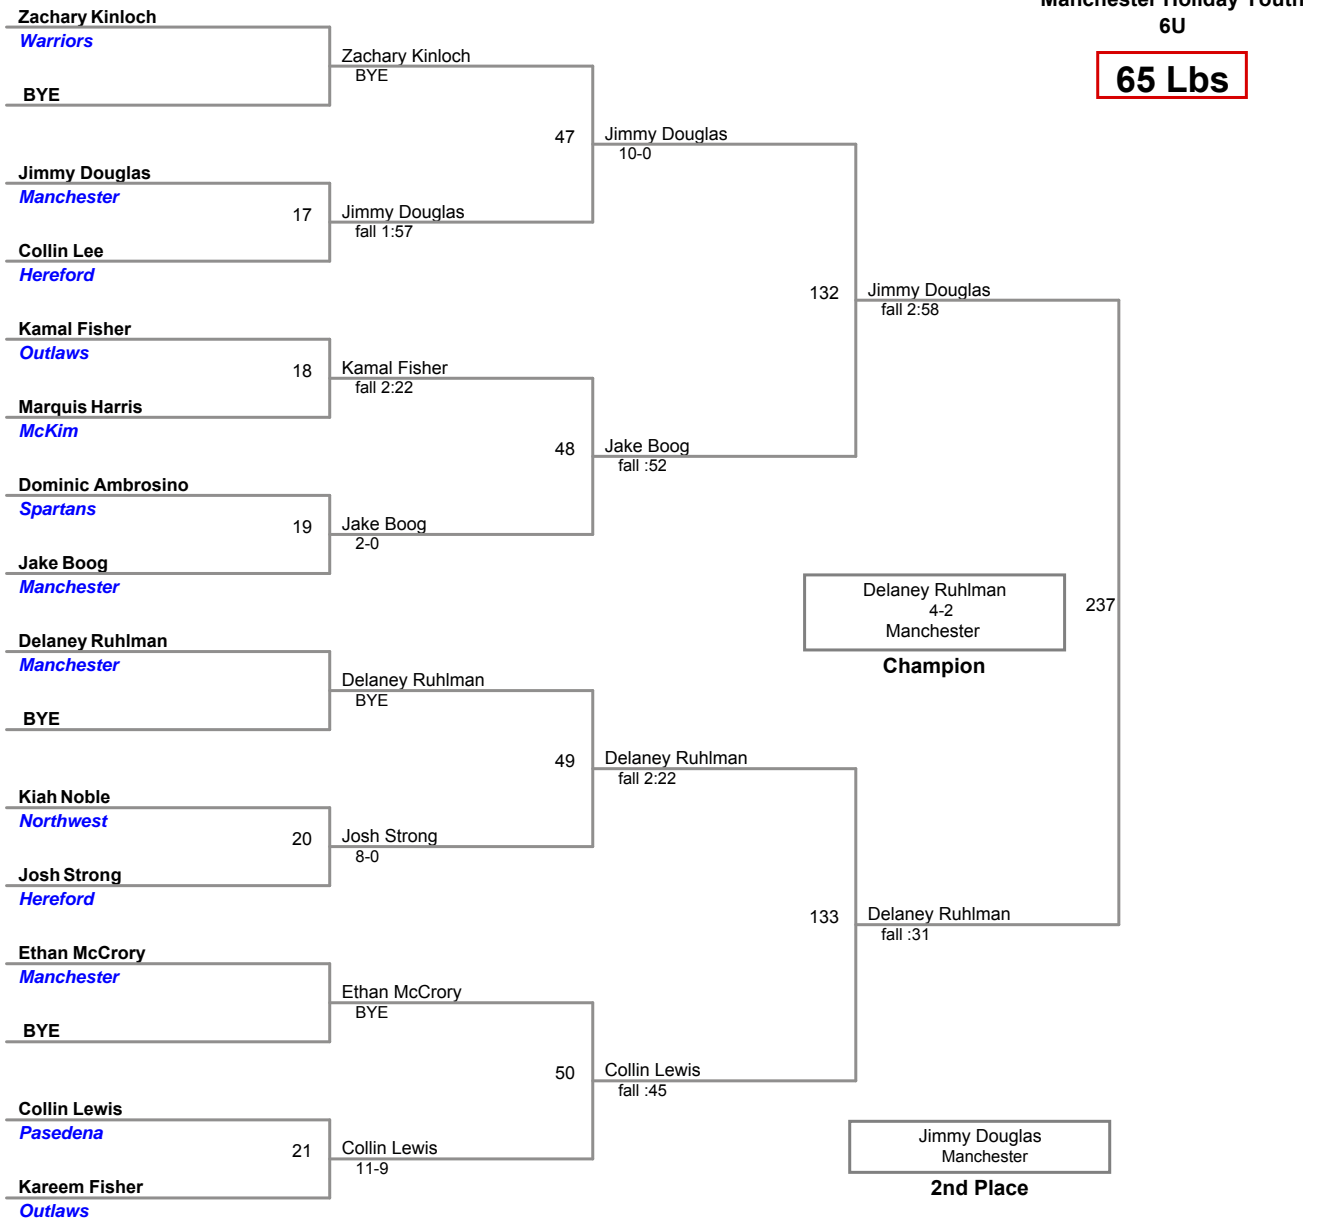 Manchester Holiday Youth
6U
65 Lbs
Zachary Kinloch
Warriors
BYE
Jimmy Douglas
Manchester
Collin Lee
Hereford
Kamal Fisher
Outlaws
Marquis Harris
McKim
Dominic Ambrosino
Spartans
Jake Boog
Manchester
Delaney Ruhlman
Manchester
BYE
Kiah Noble
Northwest
Josh Strong
Hereford
Ethan McCrory
Manchester
BYE
Collin Lewis
Pasedena
Kareem Fisher
Outlaws
17
18
19
20
21
Zachary Kinloch
BYE
Jimmy Douglas
fall 1:57
Kamal Fisher
fall 2:22
Jake Boog
2-0
Delaney Ruhlman
BYE
Josh Strong
8-0
Ethan McCrory
BYE
Collin Lewis
11-9
47
48
49
50
Jimmy Douglas
10-0
Jake Boog
fall :52
Delaney Ruhlman
fall 2:22
Collin Lewis
fall :45
132
133
Jimmy Douglas
fall 2:58
Delaney Ruhlman
fall :31
237
Delaney Ruhlman
4-2
Manchester
Champion
Jimmy Douglas
Manchester
2nd Place